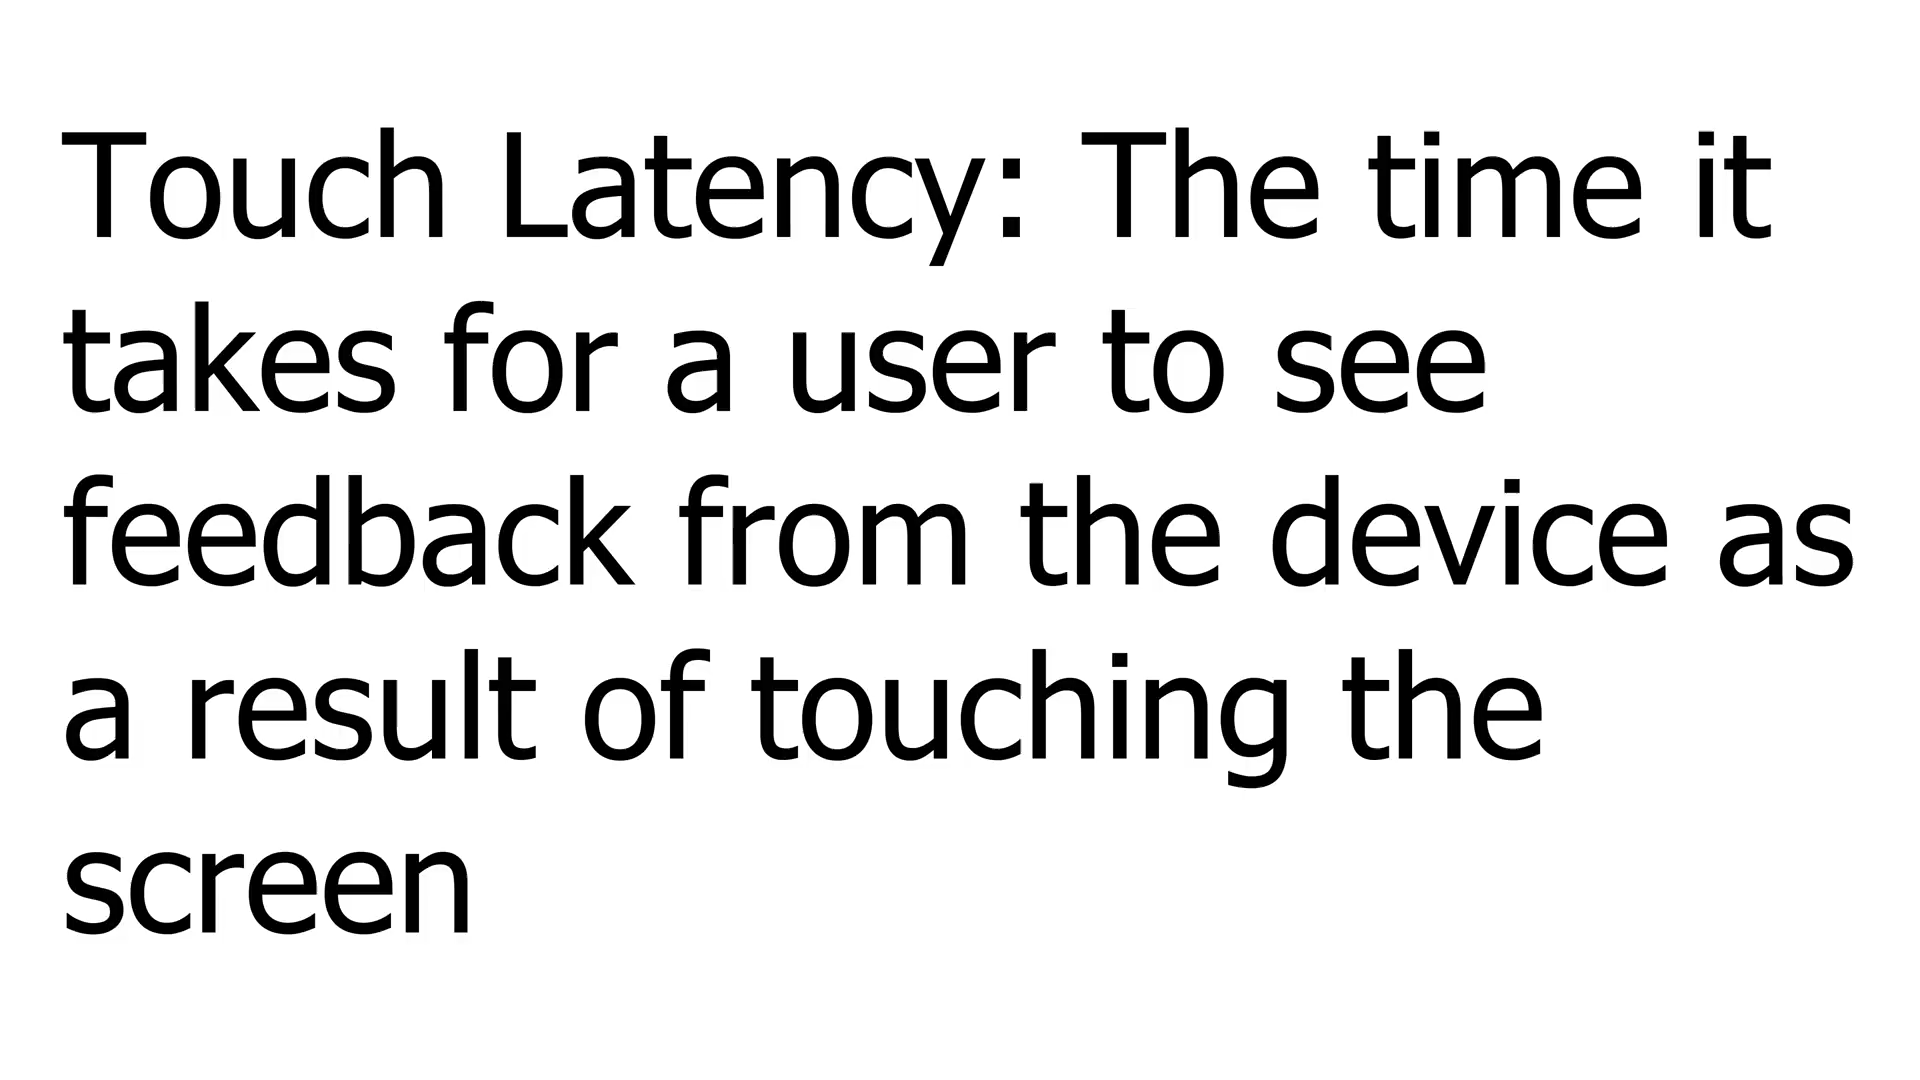 Touch Latency: The time it
takes for a user to see
feedback from the device as
a result of touching the
screen